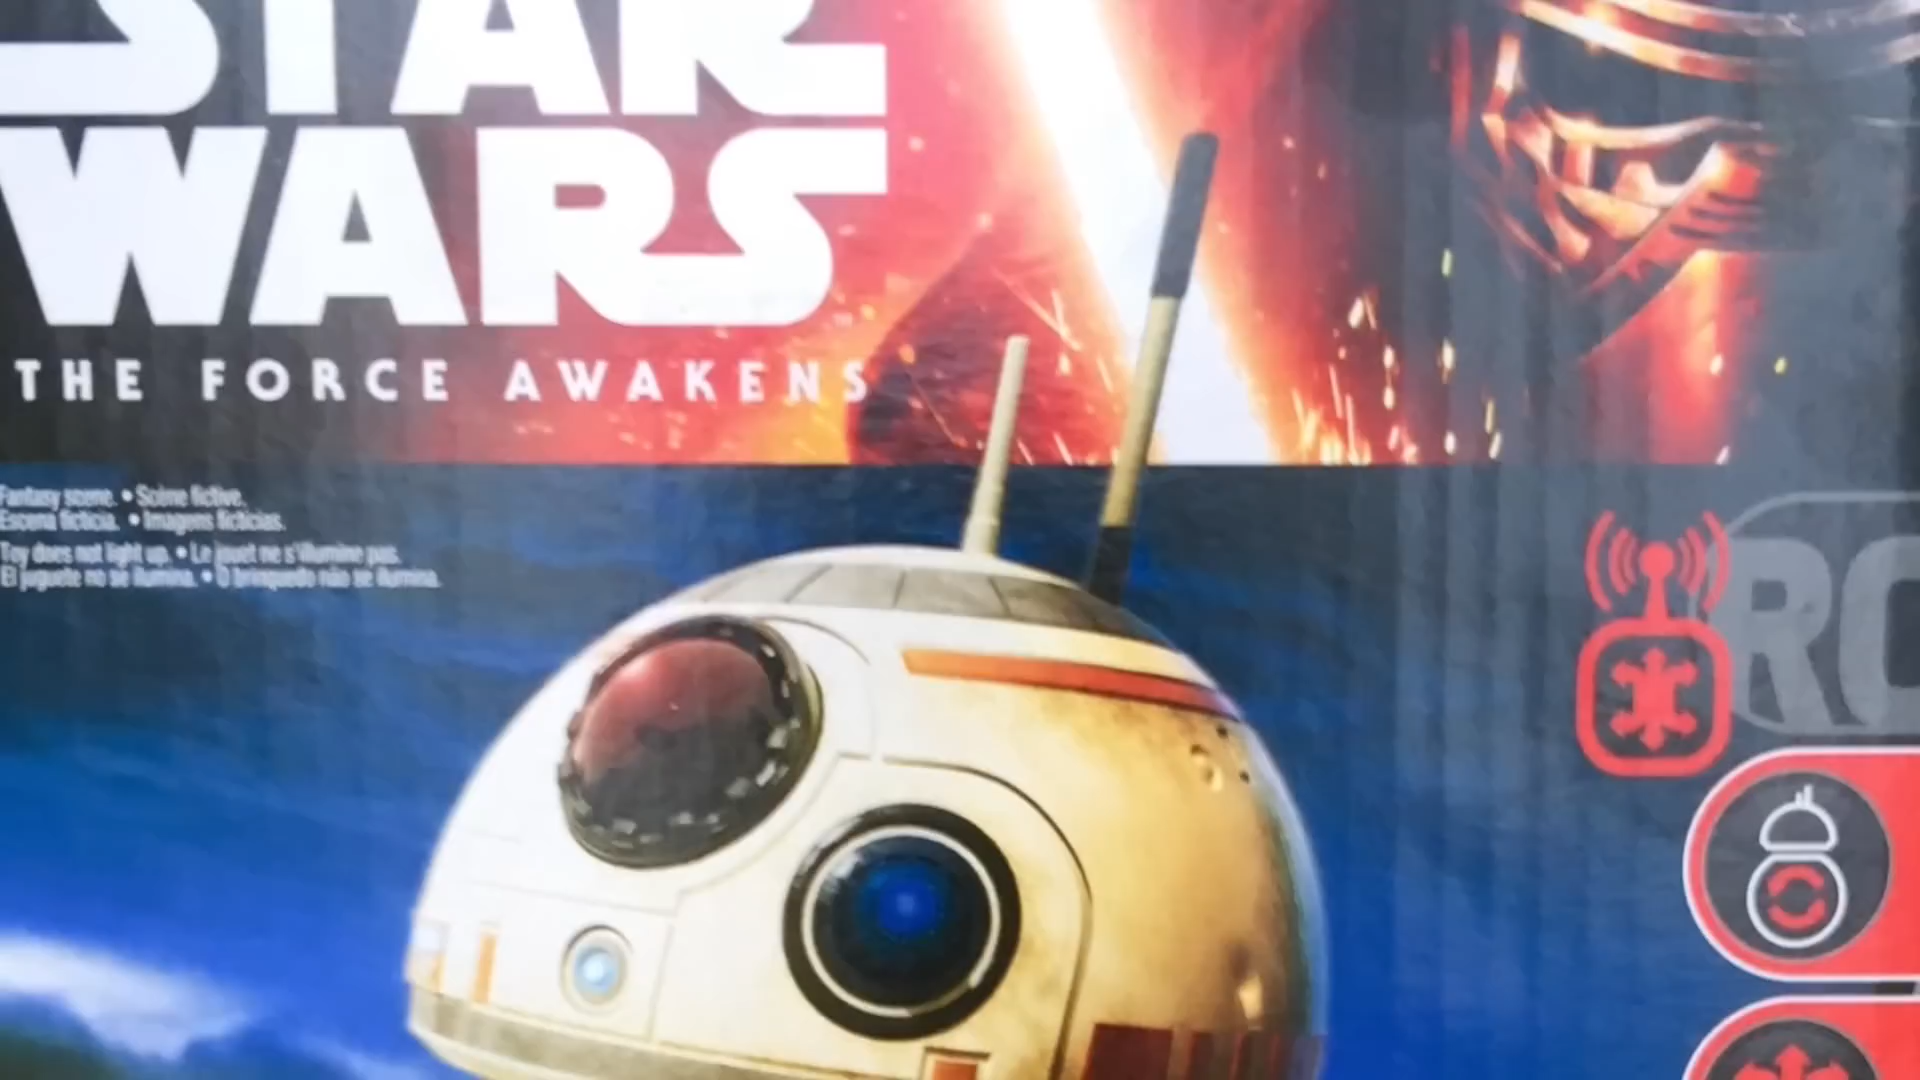 STAR
WARS
THE FORCE AWAKENS
Fantasy scene. • Scène fictive.
Escena ficticia. • Imagens fictícias.
Toy does not light up. • Le jouet ne s'illumine pas.
El juguete no se ilumina. • O brinquedo não se ilumina.
RC